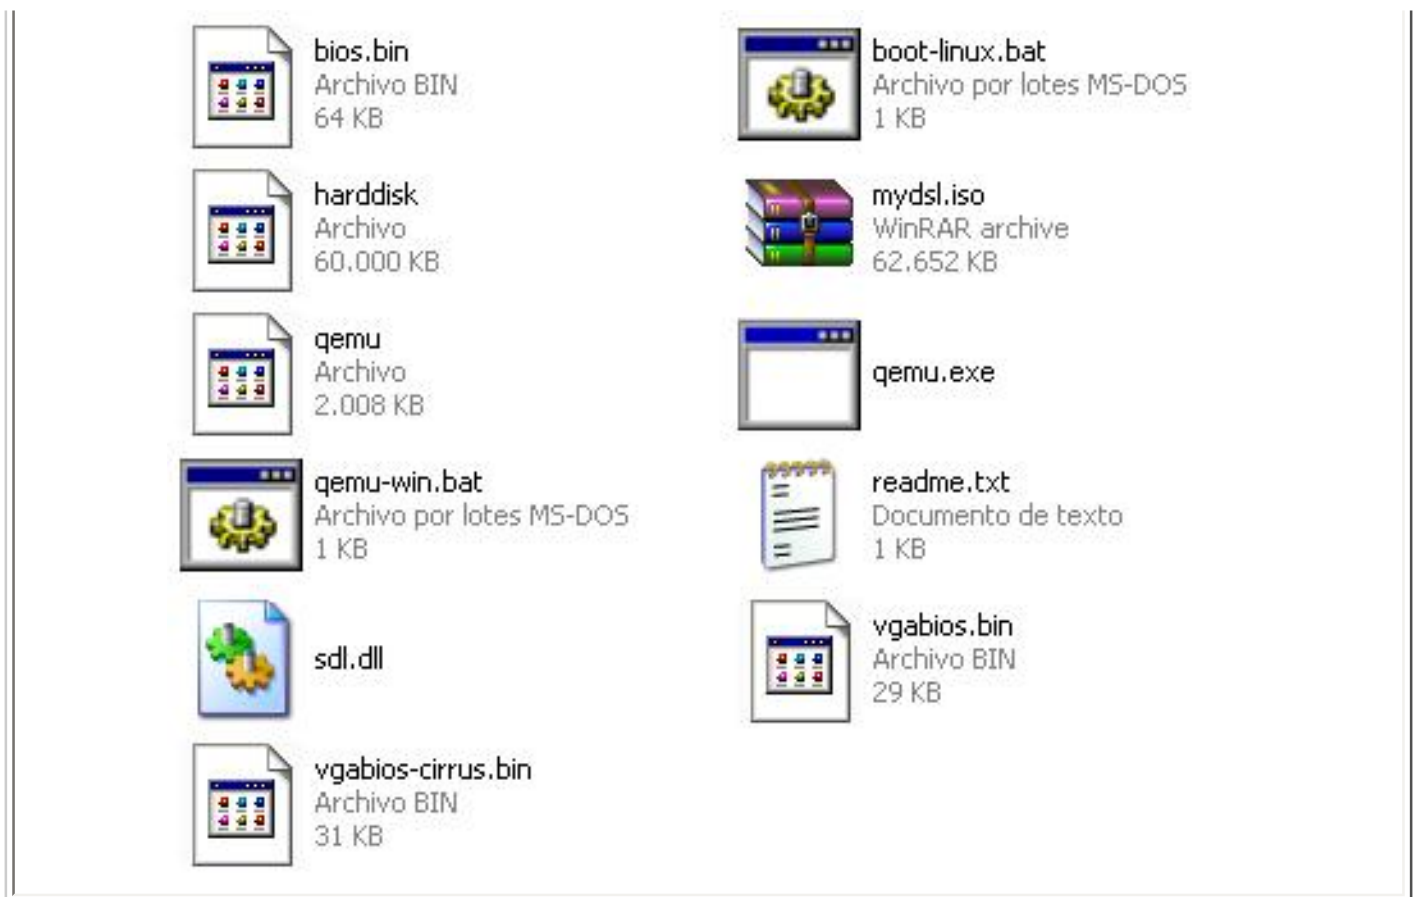 bios.bin
Archivo BIN
64 KB
boot-linux.bat
Archivo por lotes MS-DOS
1 KB
harddisk
Archivo
60.000 KB
mydsl.iso
WinRAR archive
62.652 KB
qemu
Archivo
2.008 KB
qemu.exe
qemu-win.bat
Archivo por lotes MS-DOS
1 KB
readme.txt
Documento de texto
1 KB
sdl.dll
vgabios.bin
Archivo BIN
29 KB
vgabios-cirrus.bin
Archivo BIN
31 KB